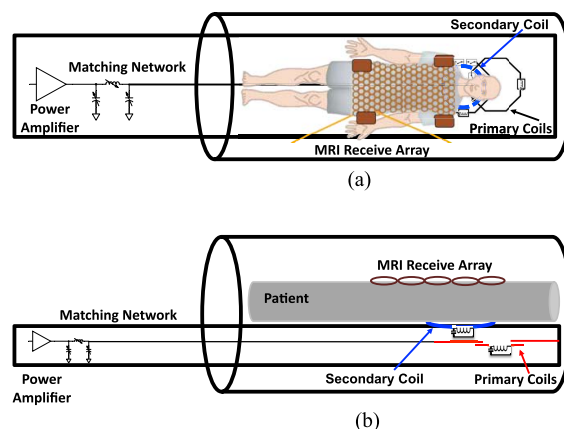 Secondary Coil
Matching Network
Power
Amplifier
Primary Coils
MRI Receive Array
(a)
MRI Receive Array
Patient
Matching Network
Power
Amplifier
Secondary Coil
Primary Coils
(b)